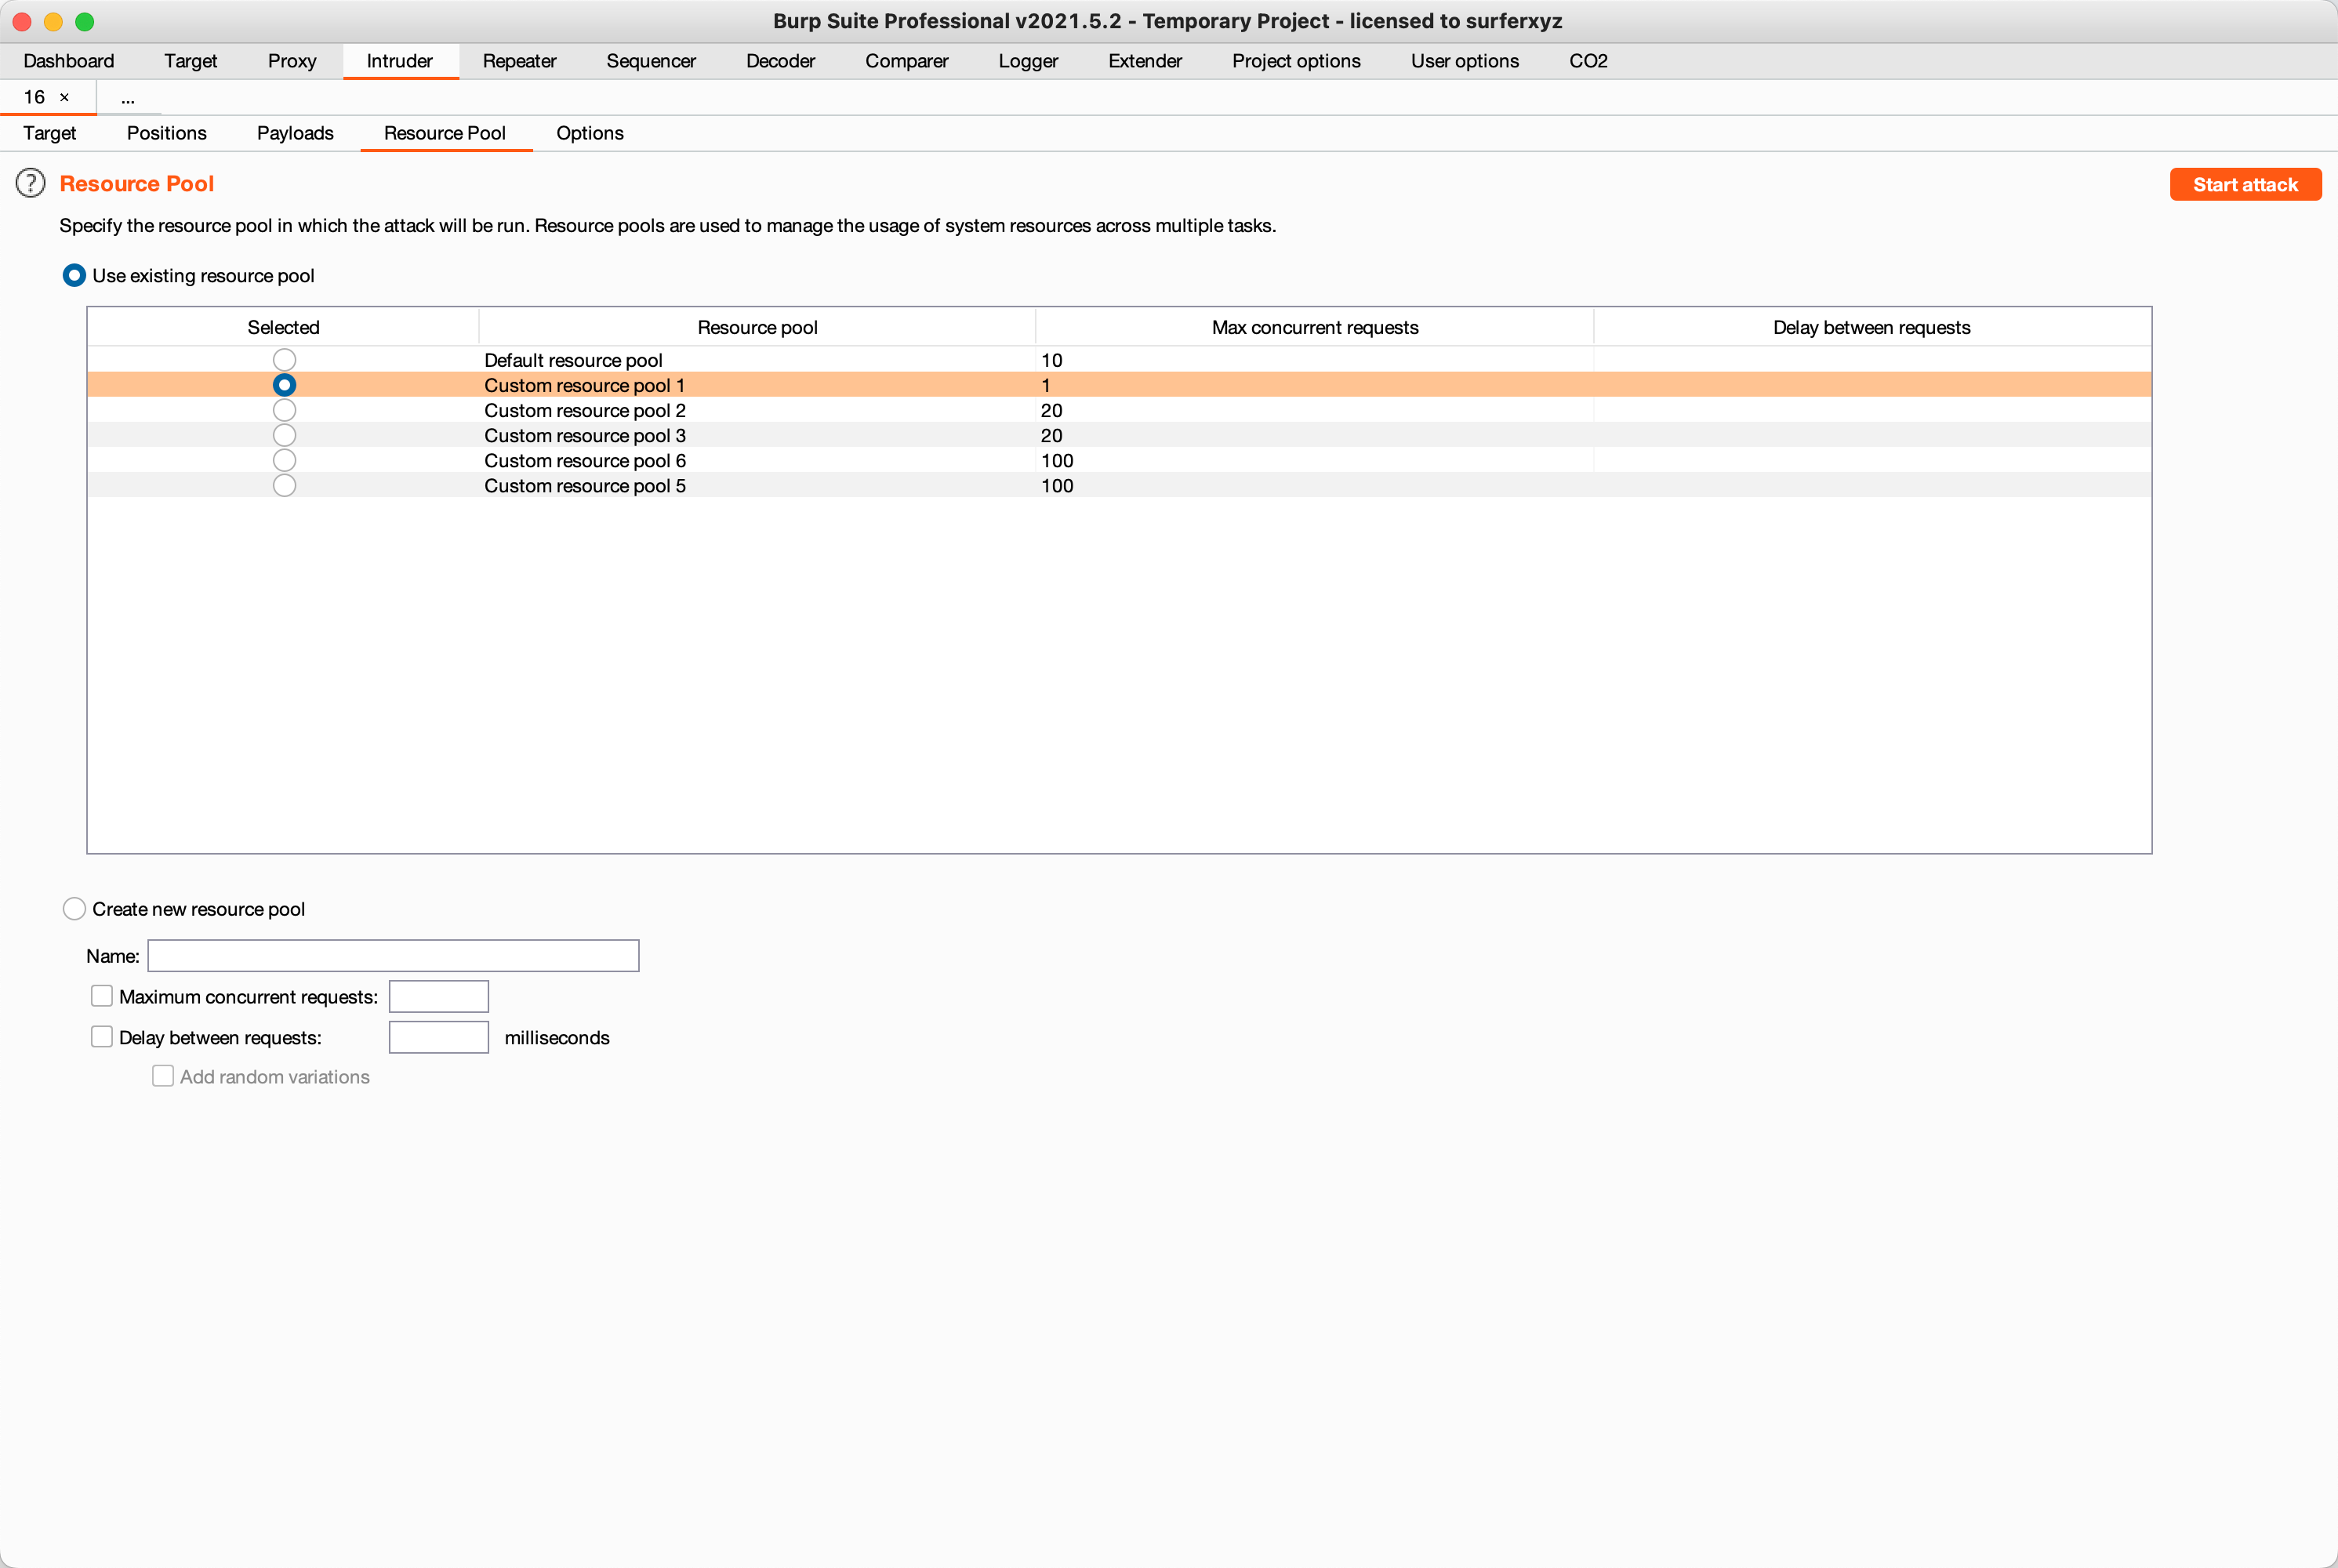 Burp Suite Professional v2021.5.2 - Temporary Project - licensed to surferxyz
Dashboard Target Proxy Intruder Repeater Sequencer Decoder Comparer Logger Extender Project options User options CO2
16 × ...
Target Positions Payloads Resource Pool Options
? Resource Pool Start attack
Specify the resource pool in which the attack will be run. Resource pools are used to manage the usage of system resources across multiple tasks.
Use existing resource pool
Selected Resource pool Max concurrent requests Delay between requests
Default resource pool 10
Custom resource pool 1 1
Custom resource pool 2 20
Custom resource pool 3 20
Custom resource pool 6 100
Custom resource pool 5 100
Create new resource pool
Name:
Maximum concurrent requests:
Delay between requests: milliseconds
Add random variations